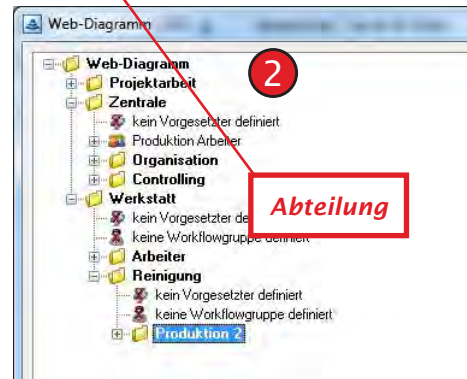 Web-Diagramm
Web-Diagramm
2
Projektarbeit
Zentrale
kein Vorgesetzter definiert
Produktion Arbeiter
Organisation
Controlling
Werkstatt
Abteilung
kein Vorgesetzter de
keine Workflowgruppe definiert
Arbeiter
Reinigung
kein Vorgesetzter definiert
keine Workflowgruppe definiert
Produktion 2